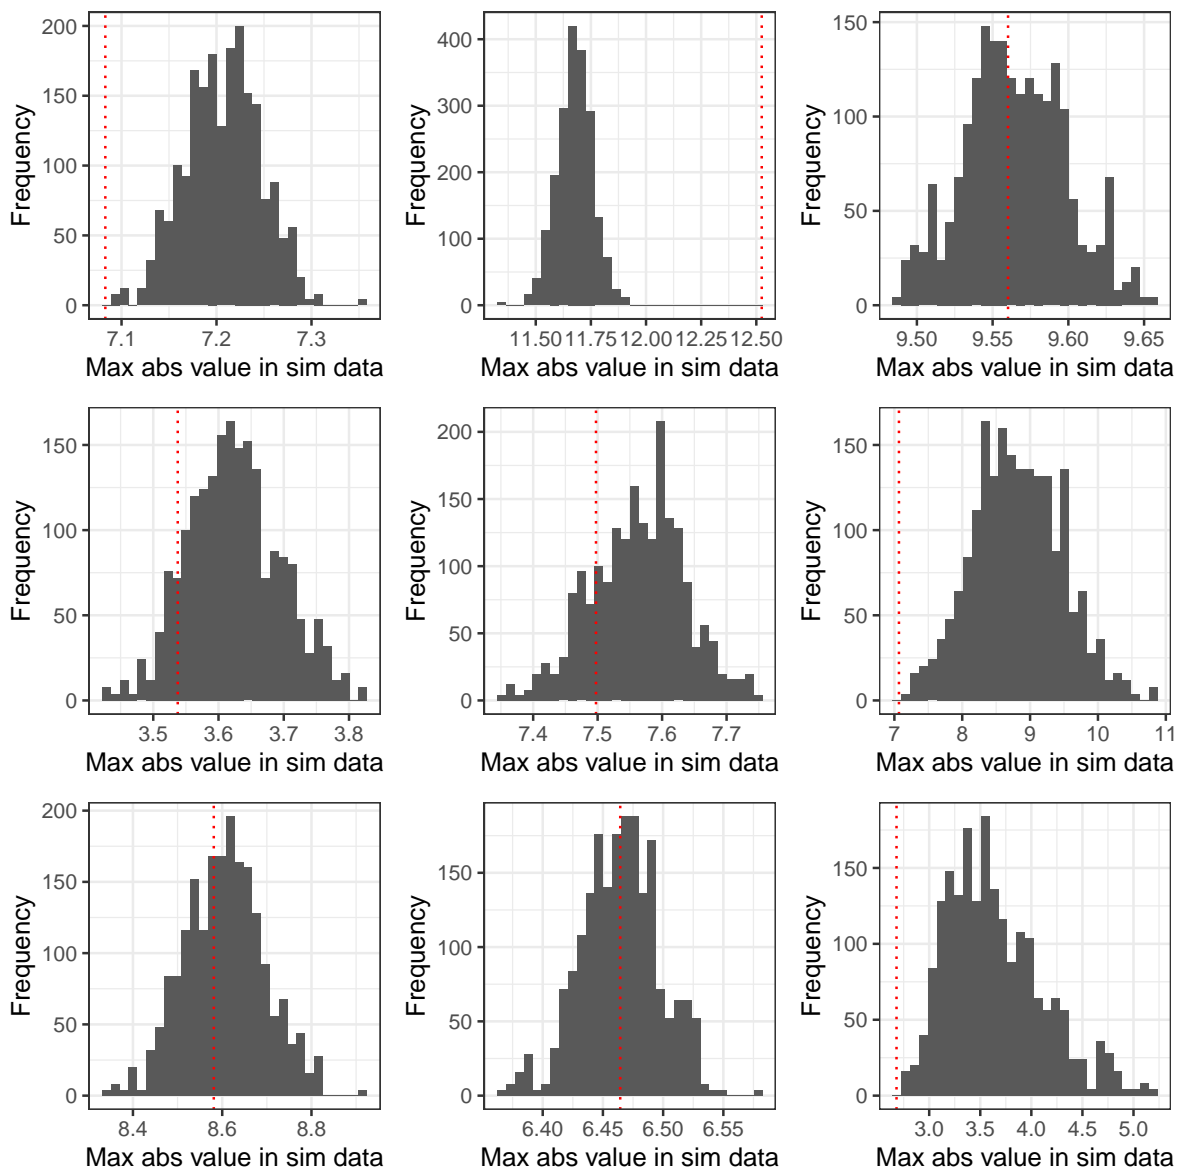 200
150
100
50
0
Frequency
7.1 7.2 7.3
Max abs value in sim data
400
300
200
100
0
Frequency
11.50 11.75 12.00 12.25 12.50
Max abs value in sim data
150
100
50
0
Frequency
9.50 9.55 9.60 9.65
Max abs value in sim data
150
100
50
0
Frequency
3.5 3.6 3.7 3.8
Max abs value in sim data
200
150
100
50
0
Frequency
7.4 7.5 7.6 7.7
Max abs value in sim data
150
100
50
0
Frequency
7 8 9 10 11
Max abs value in sim data
200
150
100
50
0
Frequency
8.4 8.6 8.8
Max abs value in sim data
150
100
50
0
Frequency
6.40 6.45 6.50 6.55
Max abs value in sim data
150
100
50
0
Frequency
3.0 3.5 4.0 4.5 5.0
Max abs value in sim data